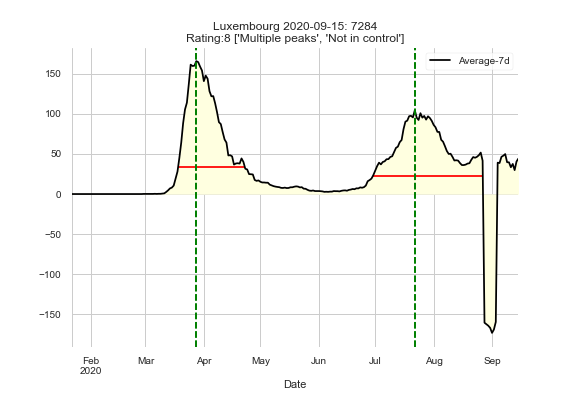 Luxembourg 2020-09-15: 7284
Rating:8 ['Multiple peaks', 'Not in control']
Average-7d
150
100
50
0
−50
−100
−150
Feb Mar Apr May Jun Jul Aug Sep
2020
Date